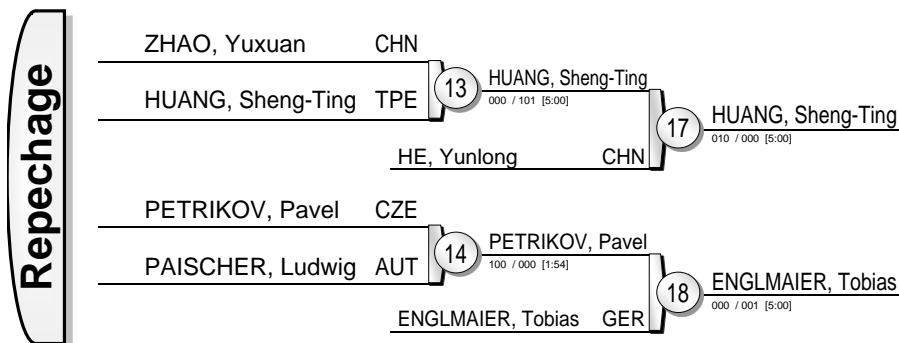 Repechage
ZHAO, Yuxuan CHN
HUANG, Sheng-Ting TPE
13
HUANG, Sheng-Ting
000 / 101 [5:00]
HE, Yunlong CHN
17
HUANG, Sheng-Ting
010 / 000 [5:00]
PETRIKOV, Pavel CZE
PAISCHER, Ludwig AUT
14
PETRIKOV, Pavel
100 / 000 [1:54]
ENGLMAIER, Tobias GER
18
ENGLMAIER, Tobias
000 / 001 [5:00]